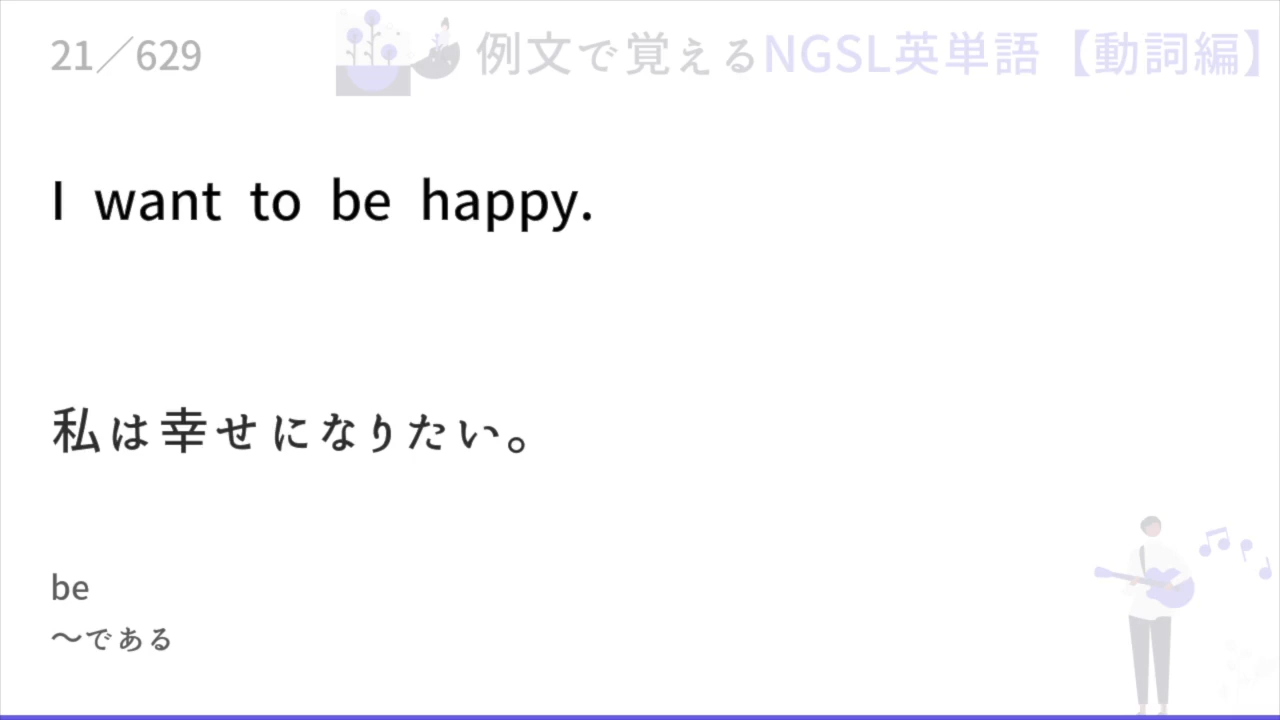 21／629
例文で覚えるNGSL英単語【動詞編】
I want to be happy.
私は幸せになりたい。
be
〜である